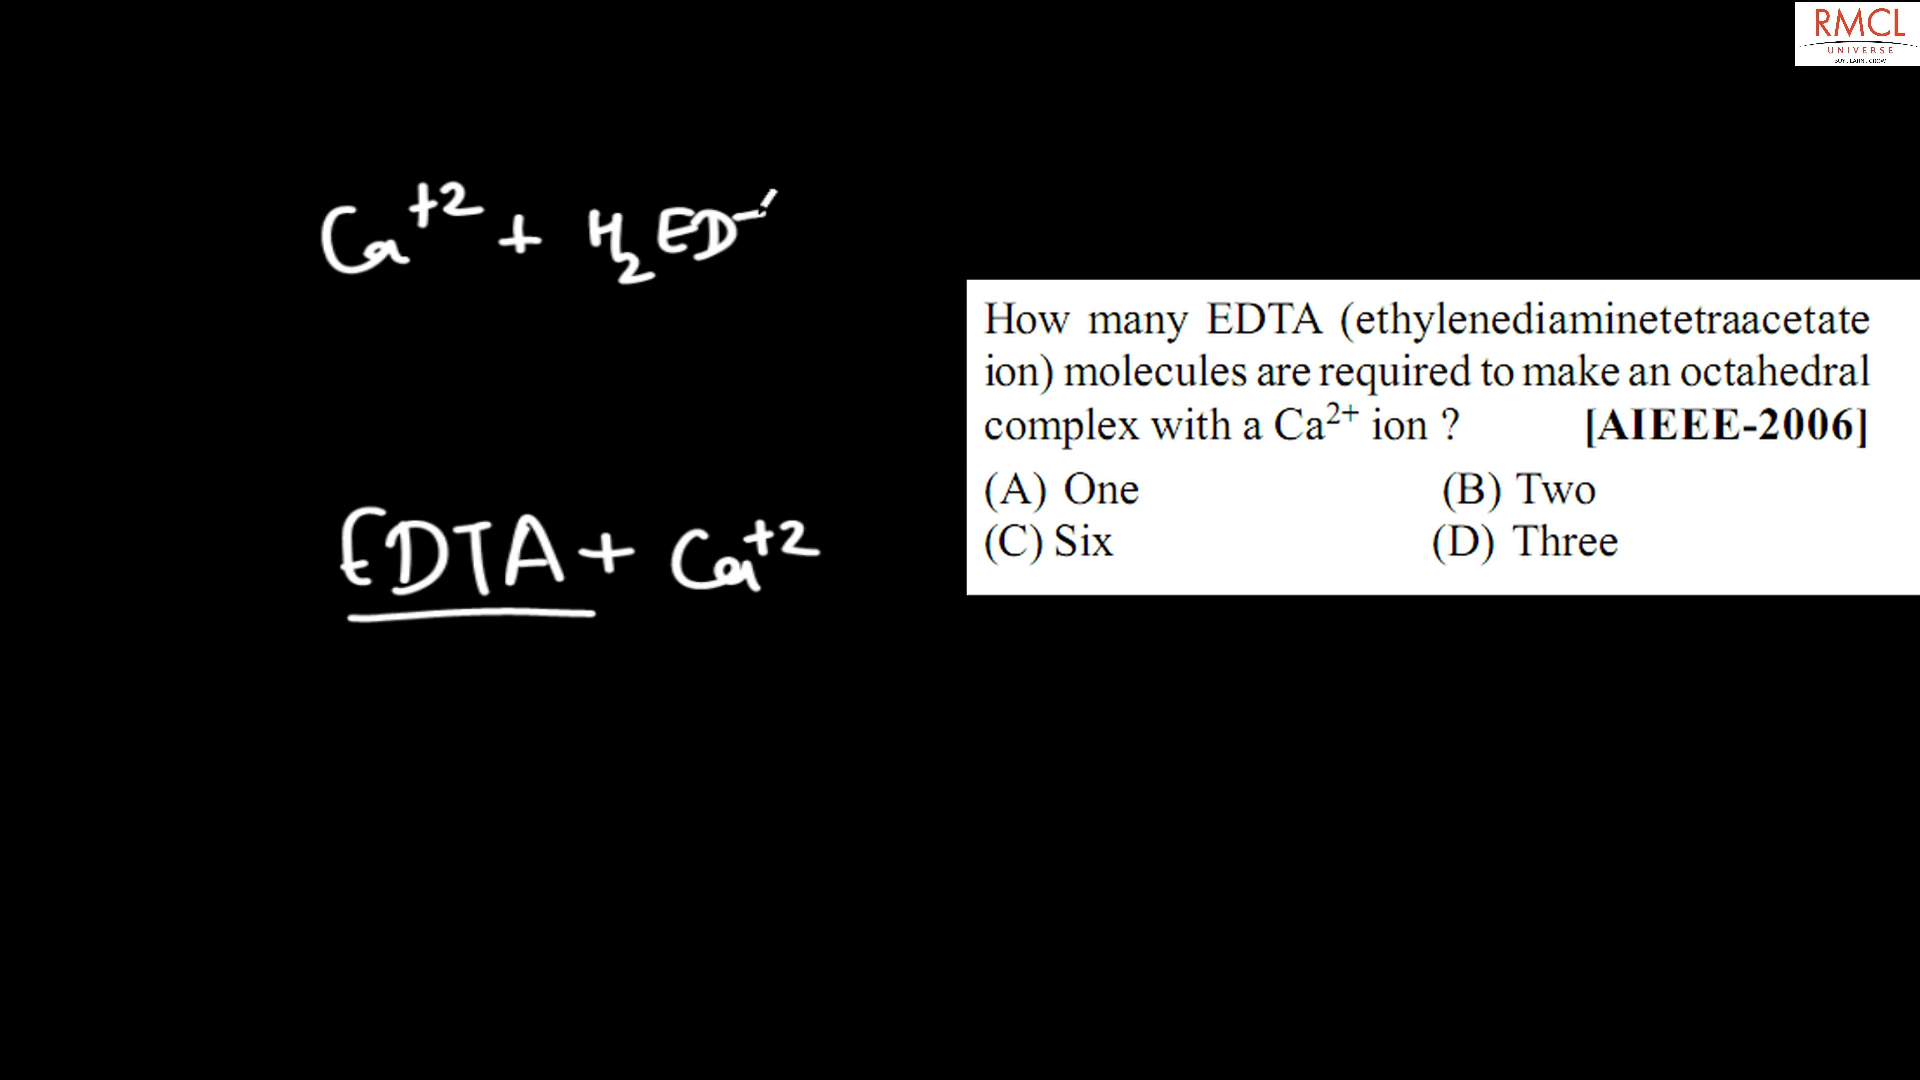 RMCL
UNIVERSE
Ca+2 + H2ED
How many EDTA (ethylenediaminetetraacetate
ion) molecules are required to make an octahedral
complex with a Ca2+ ion ? [AIEEE-2006]
(A) One (B) Two
(C) Six (D) Three
EDTA + Ca+2